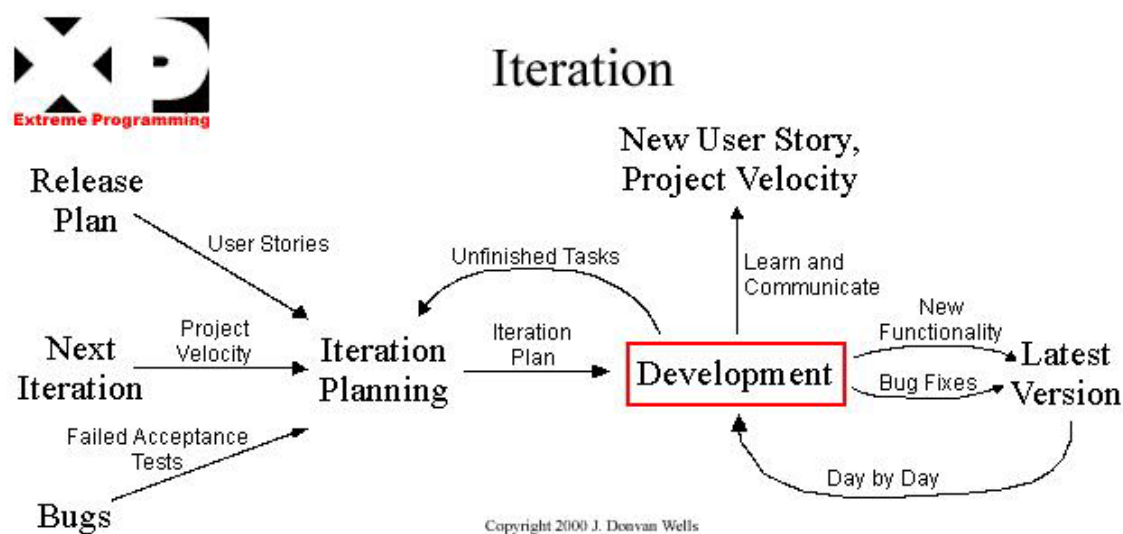 XP
Extreme Programming
Iteration
New User Story,
Project Velocity
Release
Plan
User Stories
Unfinished Tasks
Learn and
Communicate
New
Functionality
Next
Iteration
Project
Velocity
Iteration
Planning
Iteration
Plan
Development
Bug Fixes
Latest
Version
Failed Acceptance
Tests
Day by Day
Bugs
Copyright 2000 J. Donvan Wells